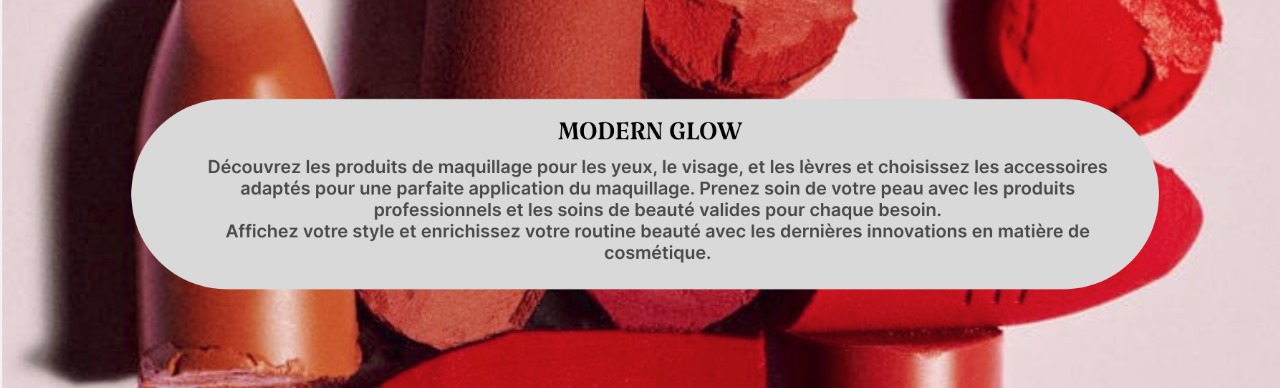 MODERN GLOW
Découvrez les produits de maquillage pour les yeux, le visage, et les lèvres et choisissez les accessoires
adaptés pour une parfaite application du maquillage. Prenez soin de votre peau avec les produits
professionnels et les soins de beauté valides pour chaque besoin.
Affichez votre style et enrichissez votre routine beauté avec les dernières innovations en matière de
cosmétique.